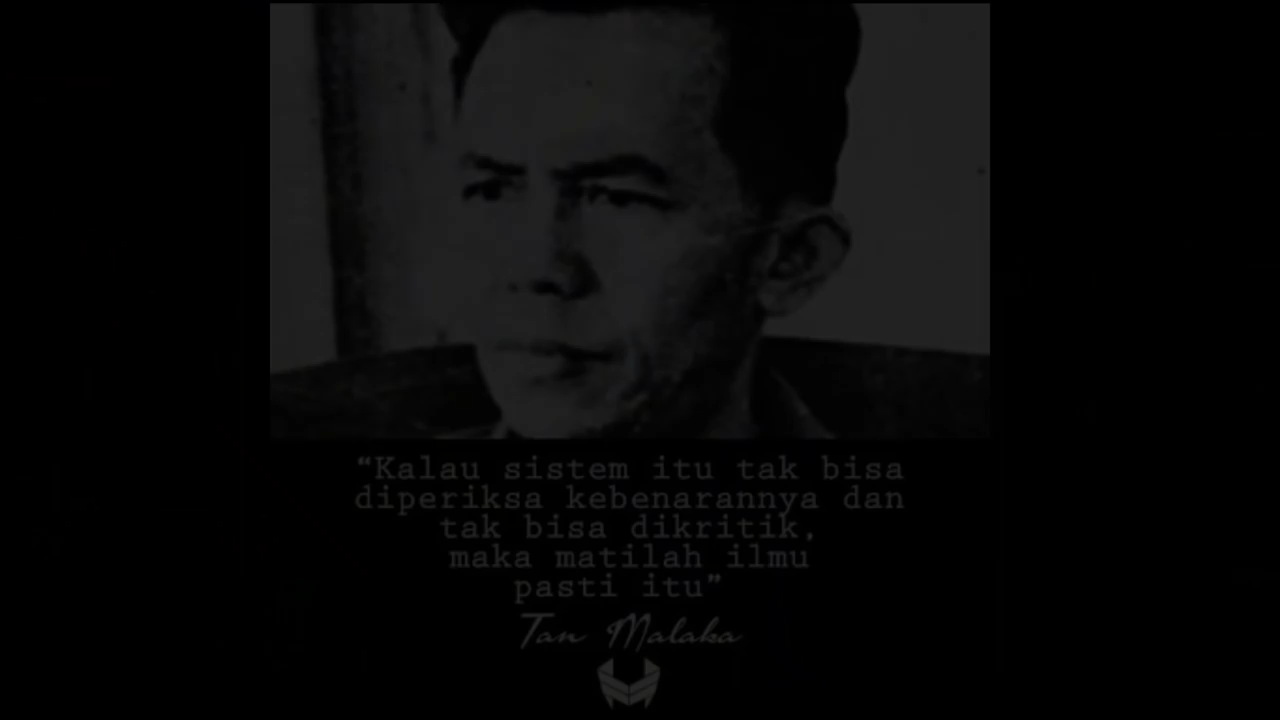 “Kalau sistem itu tak bisa
diperiksa kebenarannya dan
tak bisa dikritik,
maka matilah ilmu
pasti itu”
Tan Malaka